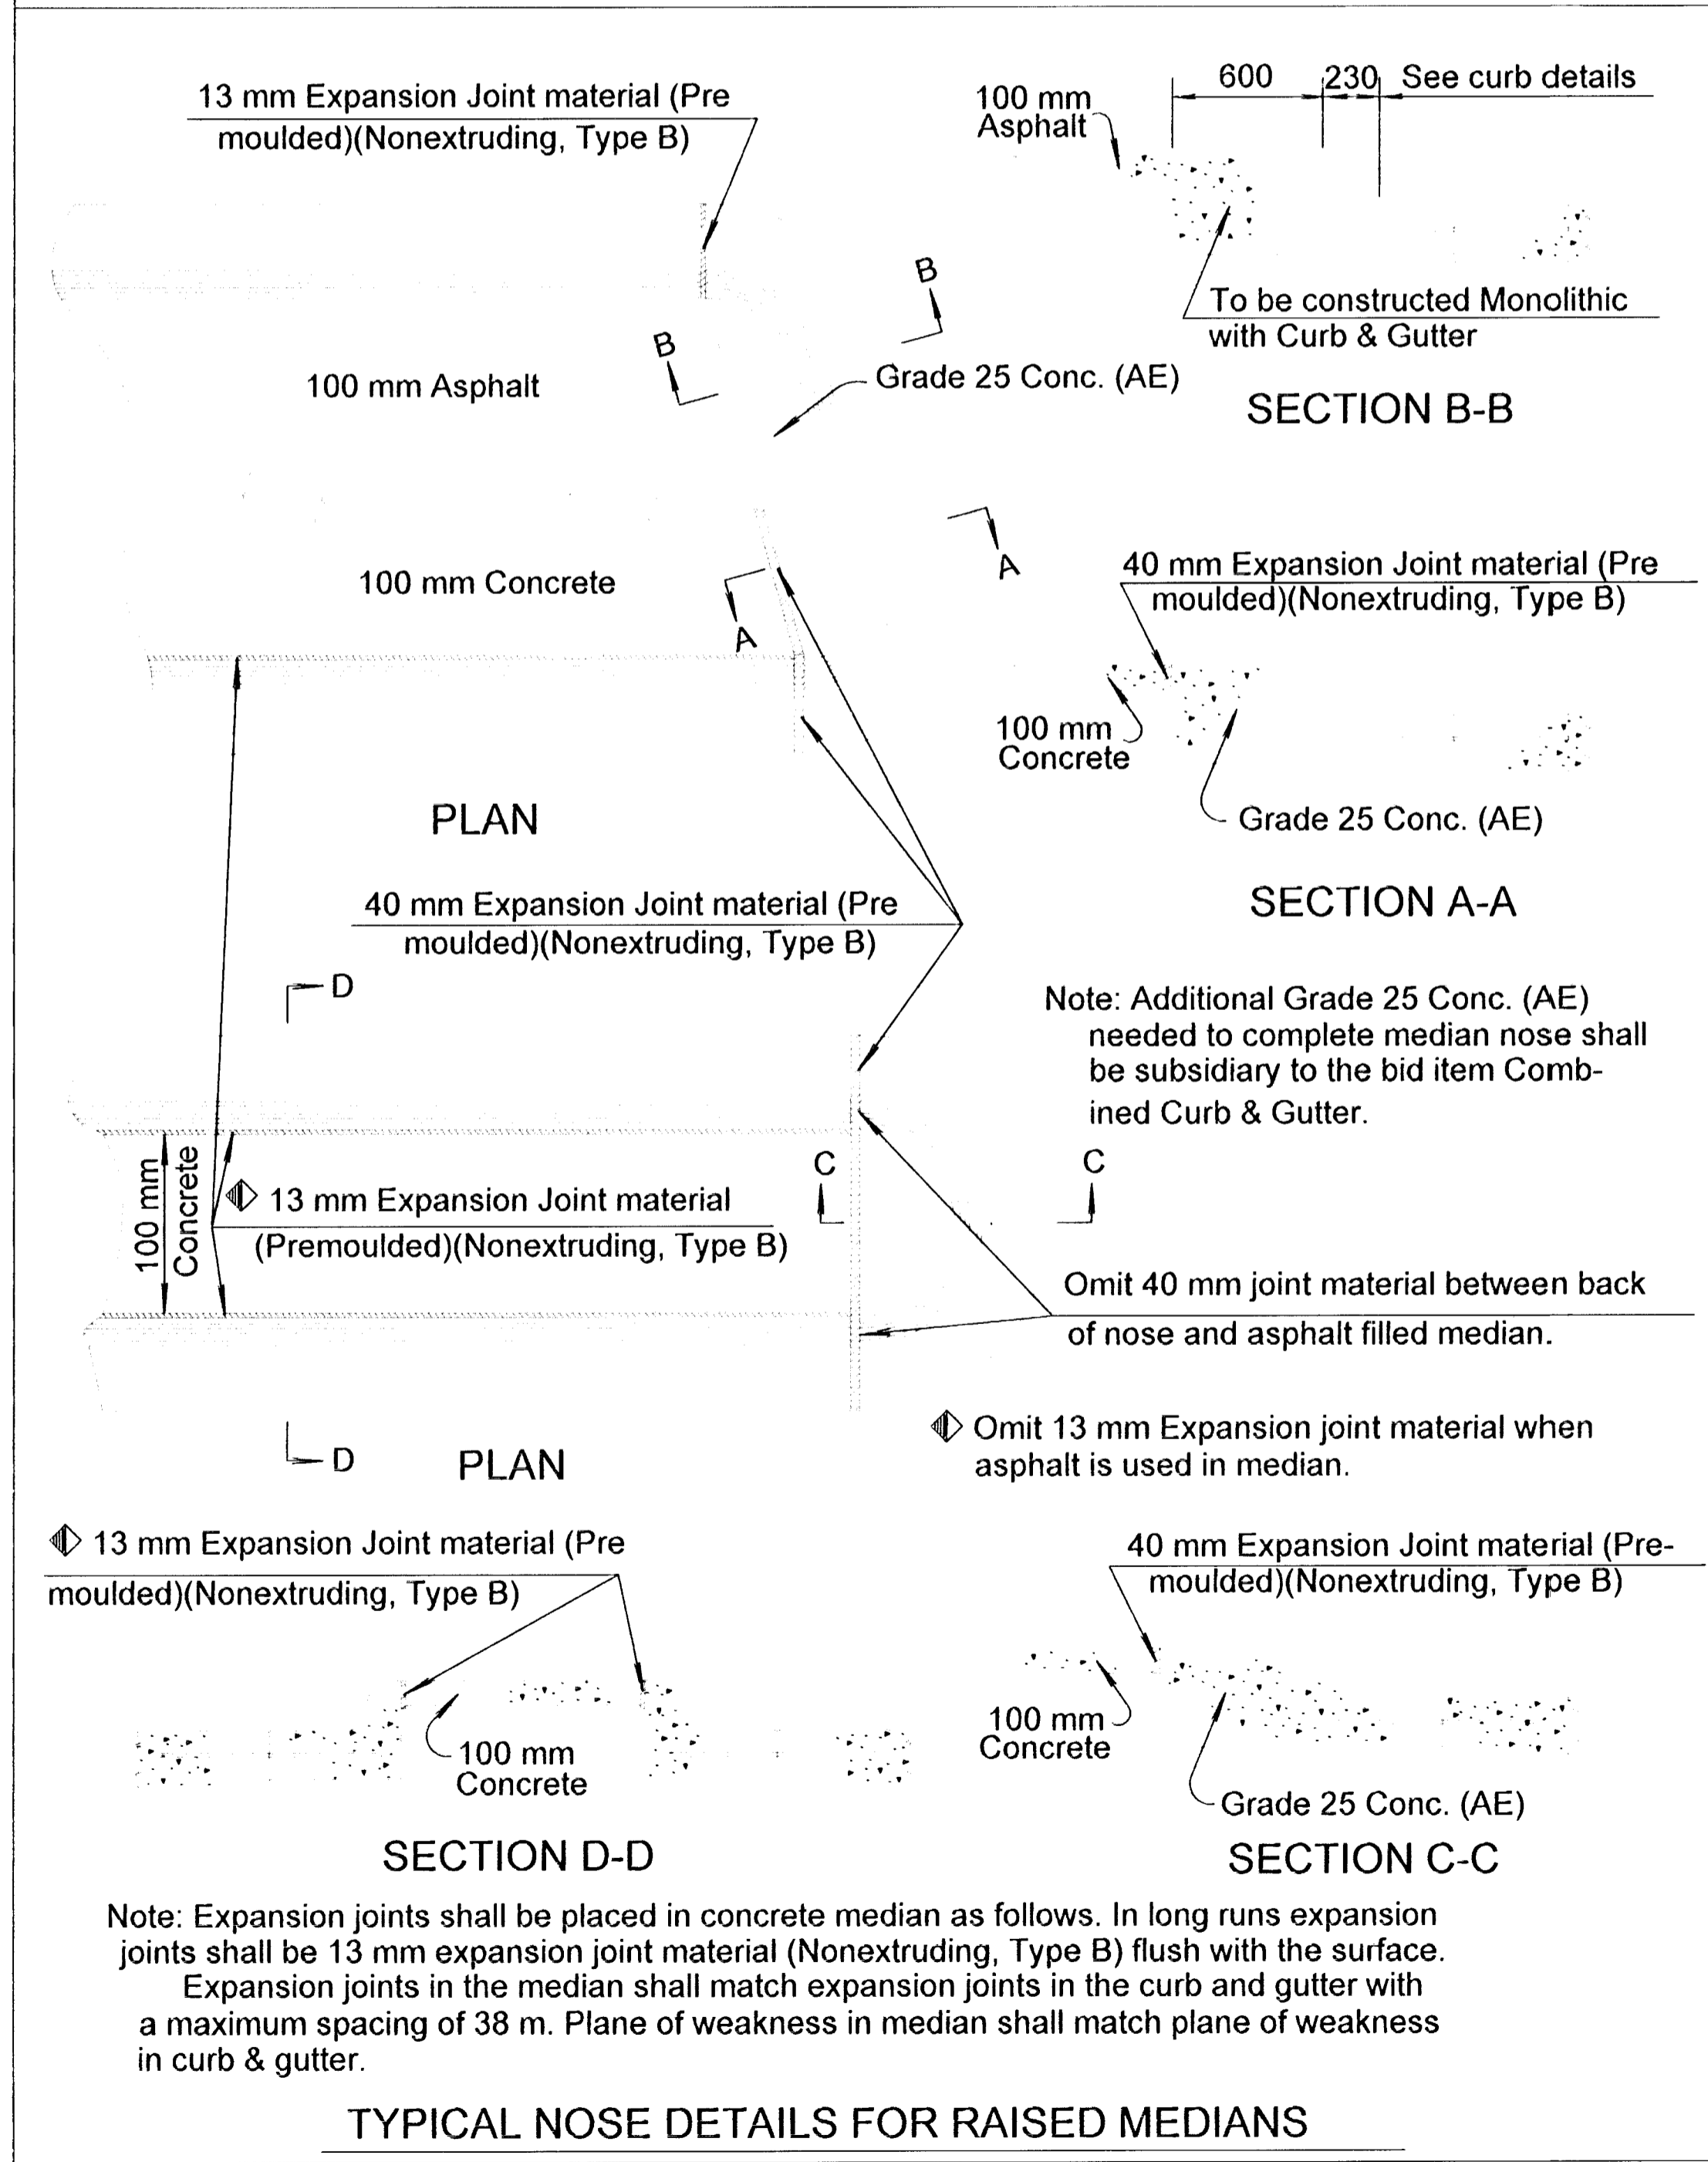 13 mm Expansion Joint material (Pre
moulded)(Nonextruding, Type B)
100 mm
Asphalt
600
230
See curb details
To be constructed Monolithic
with Curb & Gutter
SECTION B-B
B
B
100 mm Asphalt
Grade 25 Conc. (AE)
100 mm Concrete
A
A
40 mm Expansion Joint material (Pre
moulded)(Nonextruding, Type B)
100 mm
Concrete
Grade 25 Conc. (AE)
SECTION A-A
PLAN
40 mm Expansion Joint material (Pre
moulded)(Nonextruding, Type B)
D
Note: Additional Grade 25 Conc. (AE)
needed to complete median nose shall
be subsidiary to the bid item Comb-
ined Curb & Gutter.
100 mm
Concrete
13 mm Expansion Joint material
(Premoulded)(Nonextruding, Type B)
C
C
Omit 40 mm joint material between back
of nose and asphalt filled median.
D
PLAN
Omit 13 mm Expansion joint material when
asphalt is used in median.
13 mm Expansion Joint material (Pre
moulded)(Nonextruding, Type B)
100 mm
Concrete
SECTION D-D
40 mm Expansion Joint material (Pre-
moulded)(Nonextruding, Type B)
100 mm
Concrete
Grade 25 Conc. (AE)
SECTION C-C
Note: Expansion joints shall be placed in concrete median as follows. In long runs expansion
joints shall be 13 mm expansion joint material (Nonextruding, Type B) flush with the surface.
Expansion joints in the median shall match expansion joints in the curb and gutter with
a maximum spacing of 38 m. Plane of weakness in median shall match plane of weakness
in curb & gutter.
TYPICAL NOSE DETAILS FOR RAISED MEDIANS